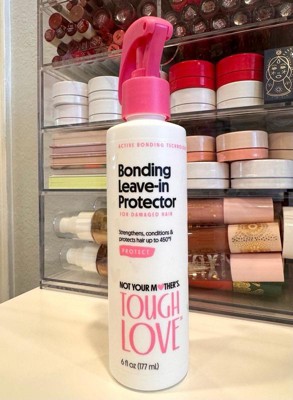 ACTIVE BONDING TECHNOLOGY
Bonding
Leave-in
Protector
FOR DAMAGED HAIR
Strengthens, conditions &
protects hair up to 450°F
PROTECT
NOT YOUR M♥THER'S.
TOUGH
LOVE
6 fl oz (177 mL)